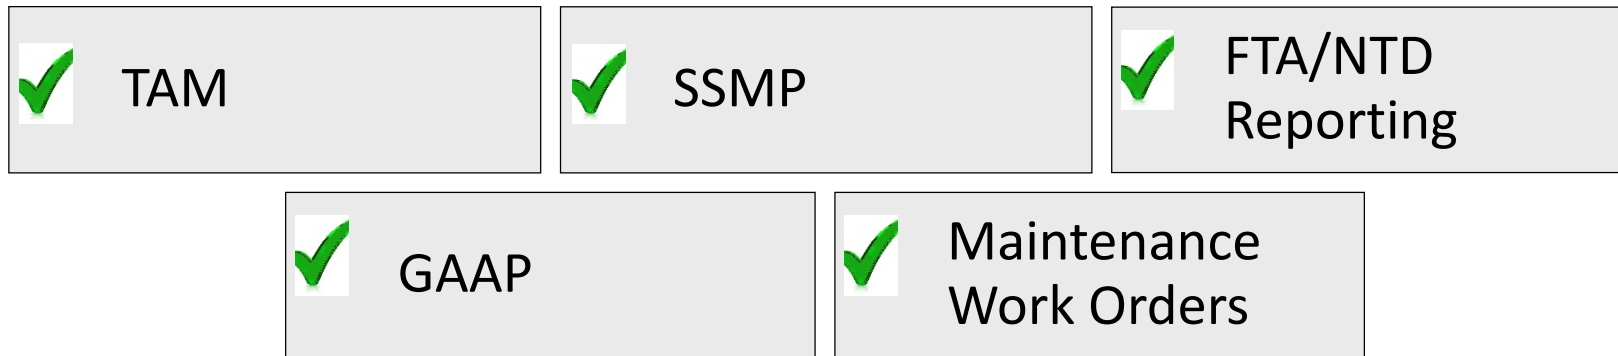 TAM
SSMP
FTA/NTD
Reporting
GAAP
Maintenance
Work Orders